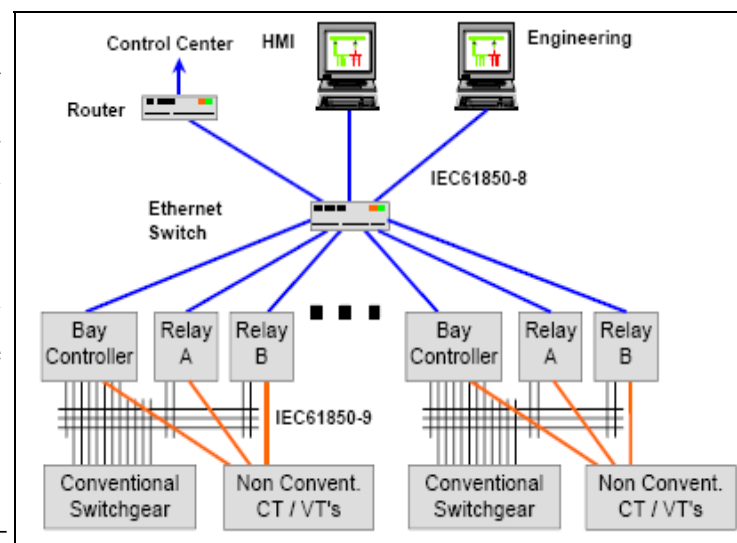 Control Center
HMI
Engineering
Router
IEC61850-8
Ethernet
Switch
Bay
Controller
Relay
A
Relay
B
Bay
Controller
Relay
A
Relay
B
IEC61850-9
Conventional
Switchgear
Non Convent.
CT / VT's
Conventional
Switchgear
Non Convent.
CT / VT's